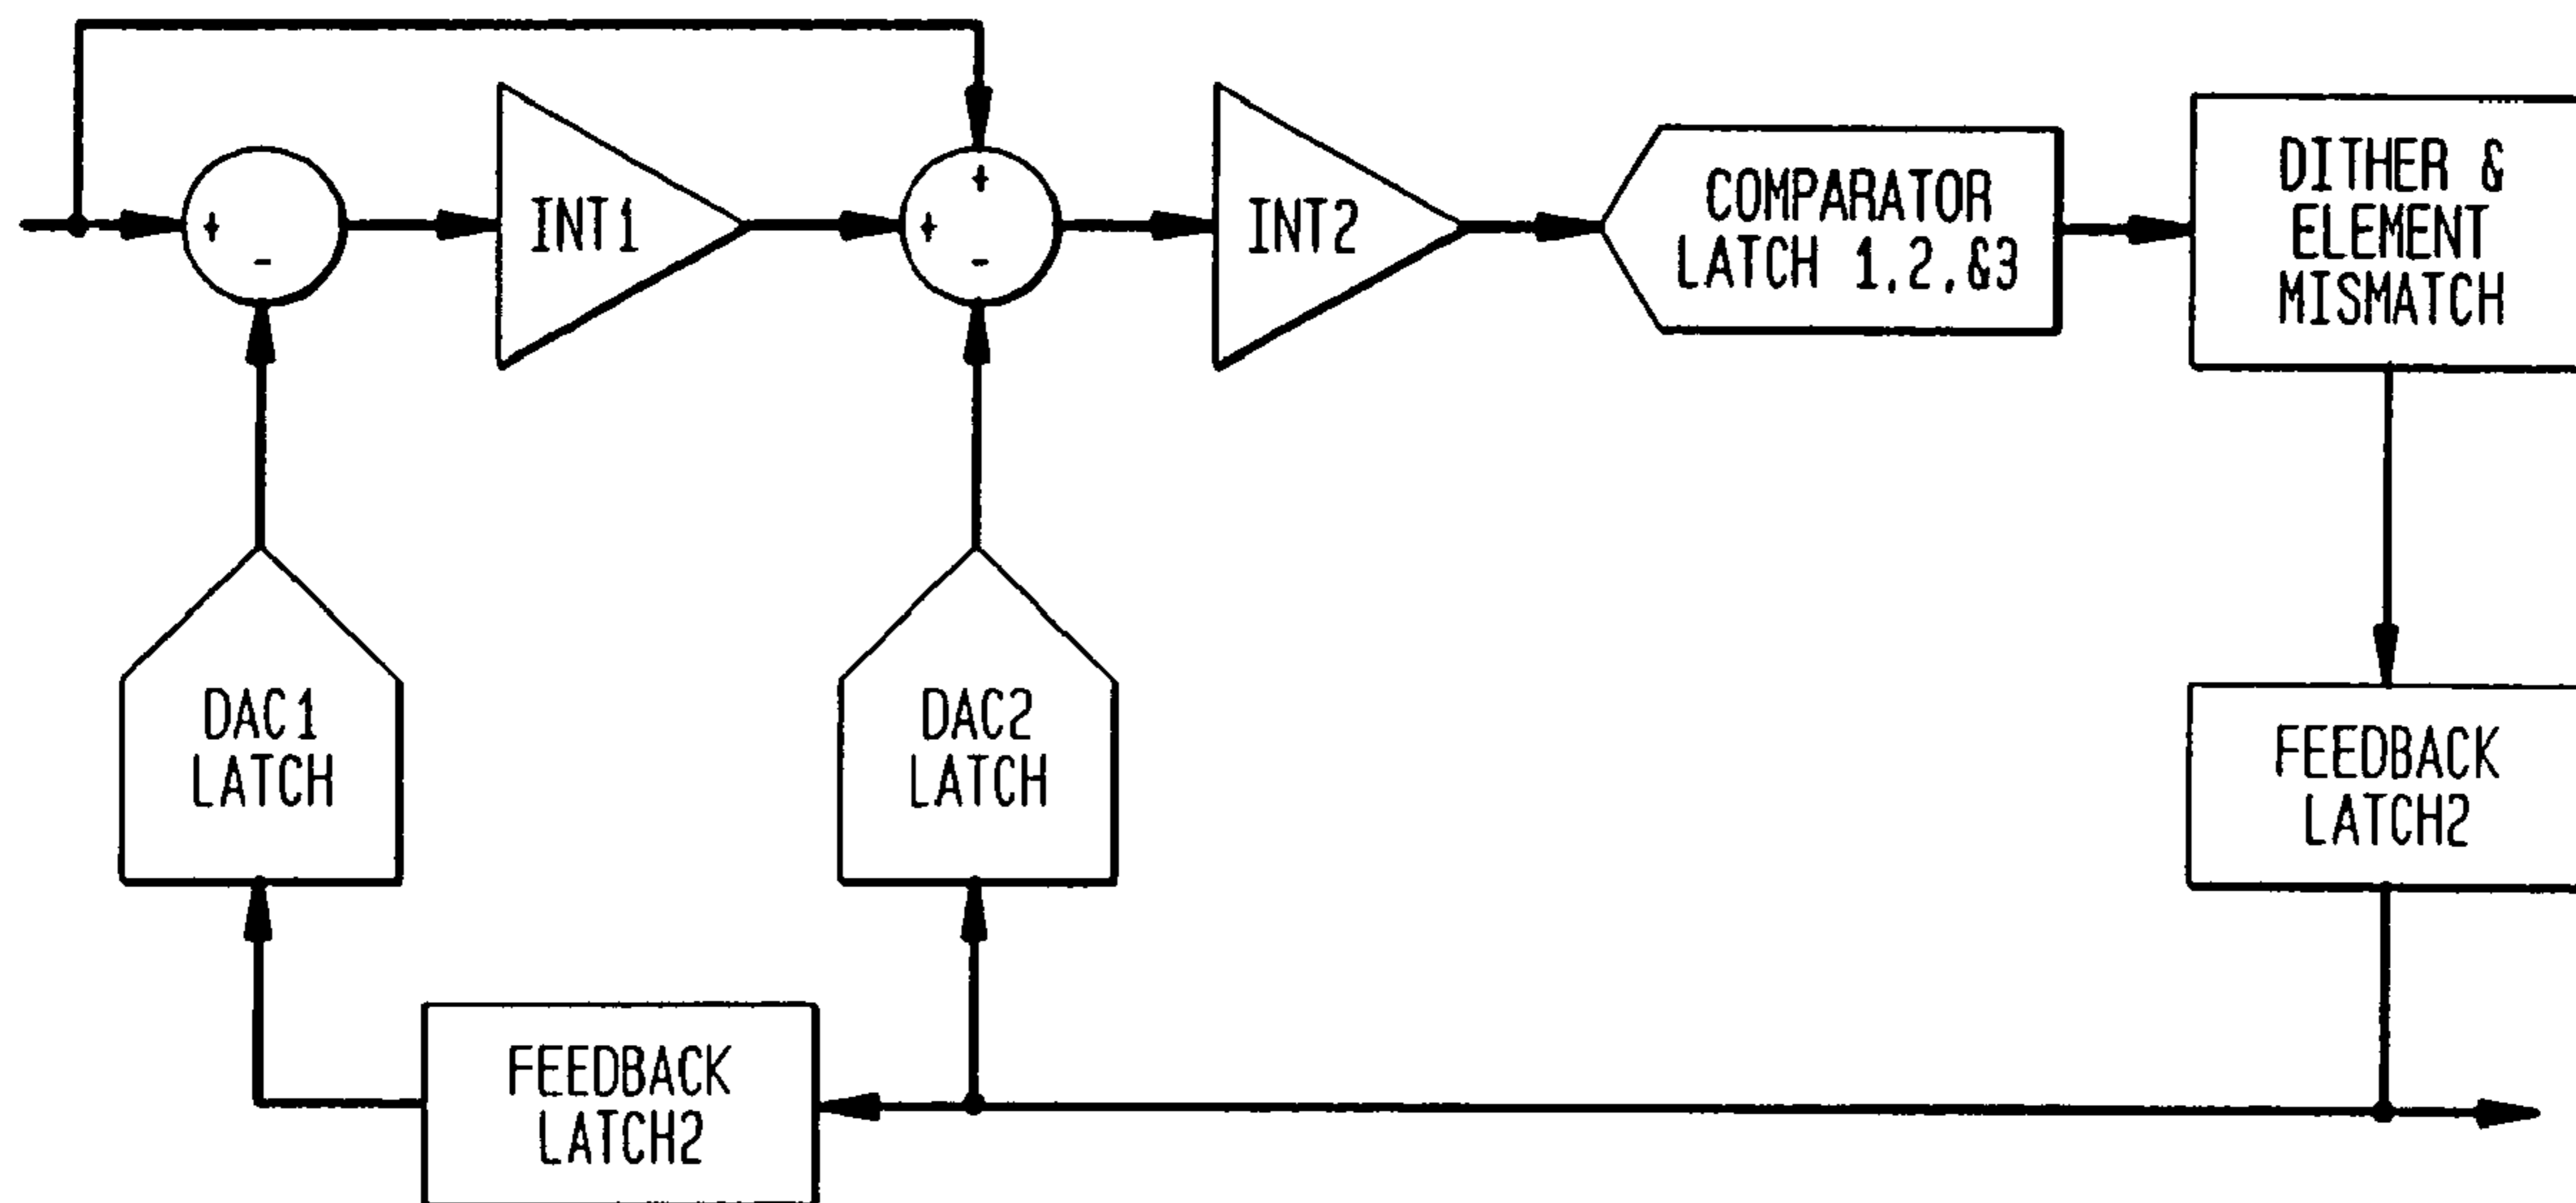 +
-
INT1
+
+
-
INT2
COMPARATOR
LATCH 1,2,&3
DITHER &
ELEMENT
MISMATCH
DAC1
LATCH
DAC2
LATCH
FEEDBACK
LATCH2
FEEDBACK
LATCH2